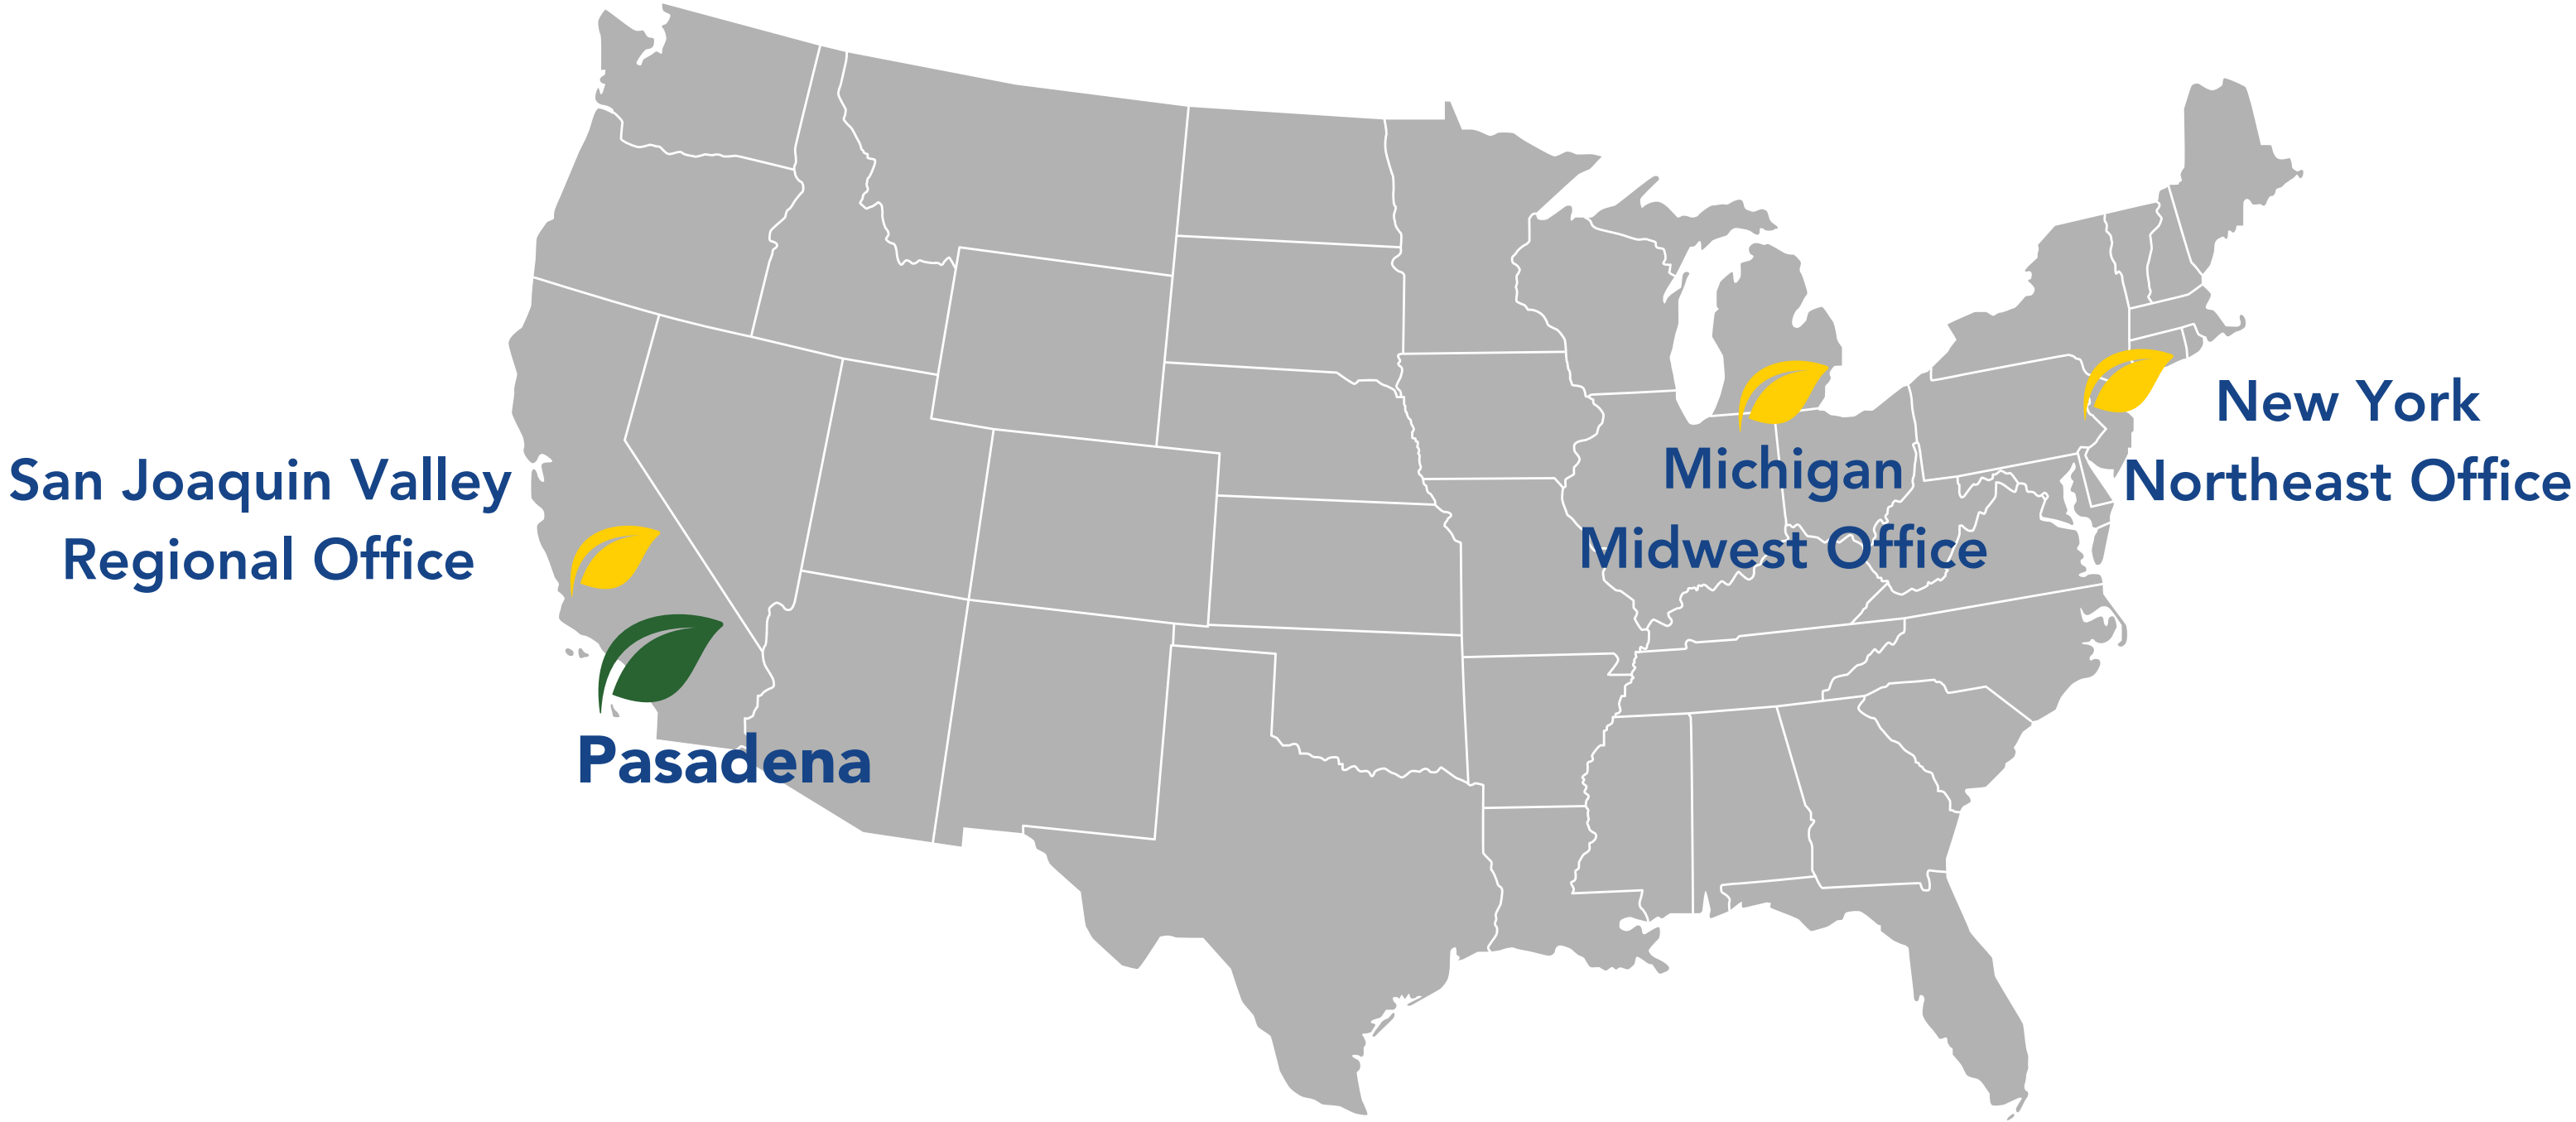 San Joaquin Valley
Regional Office
Pasadena
Michigan
Midwest Office
New York
Northeast Office